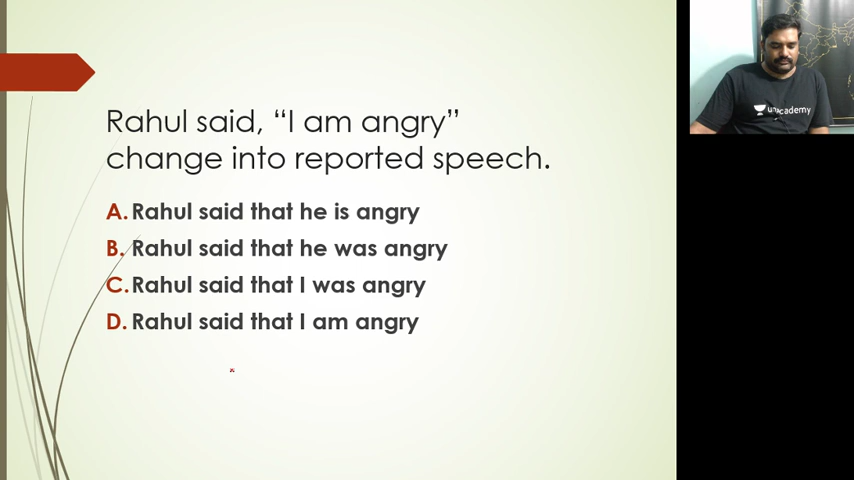 Rahul said, “I am angry”
change into reported speech.
A. Rahul said that he is angry
B. Rahul said that he was angry
C. Rahul said that I was angry
D. Rahul said that I am angry
unacademy